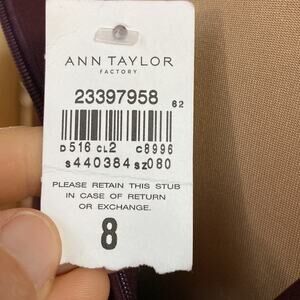 ANN TAYLOR
FACTORY
23397958 62
D516 CL2 C8996
S440384 SZ080
PLEASE RETAIN THIS STUB
IN CASE OF RETURN
OR EXCHANGE.
8